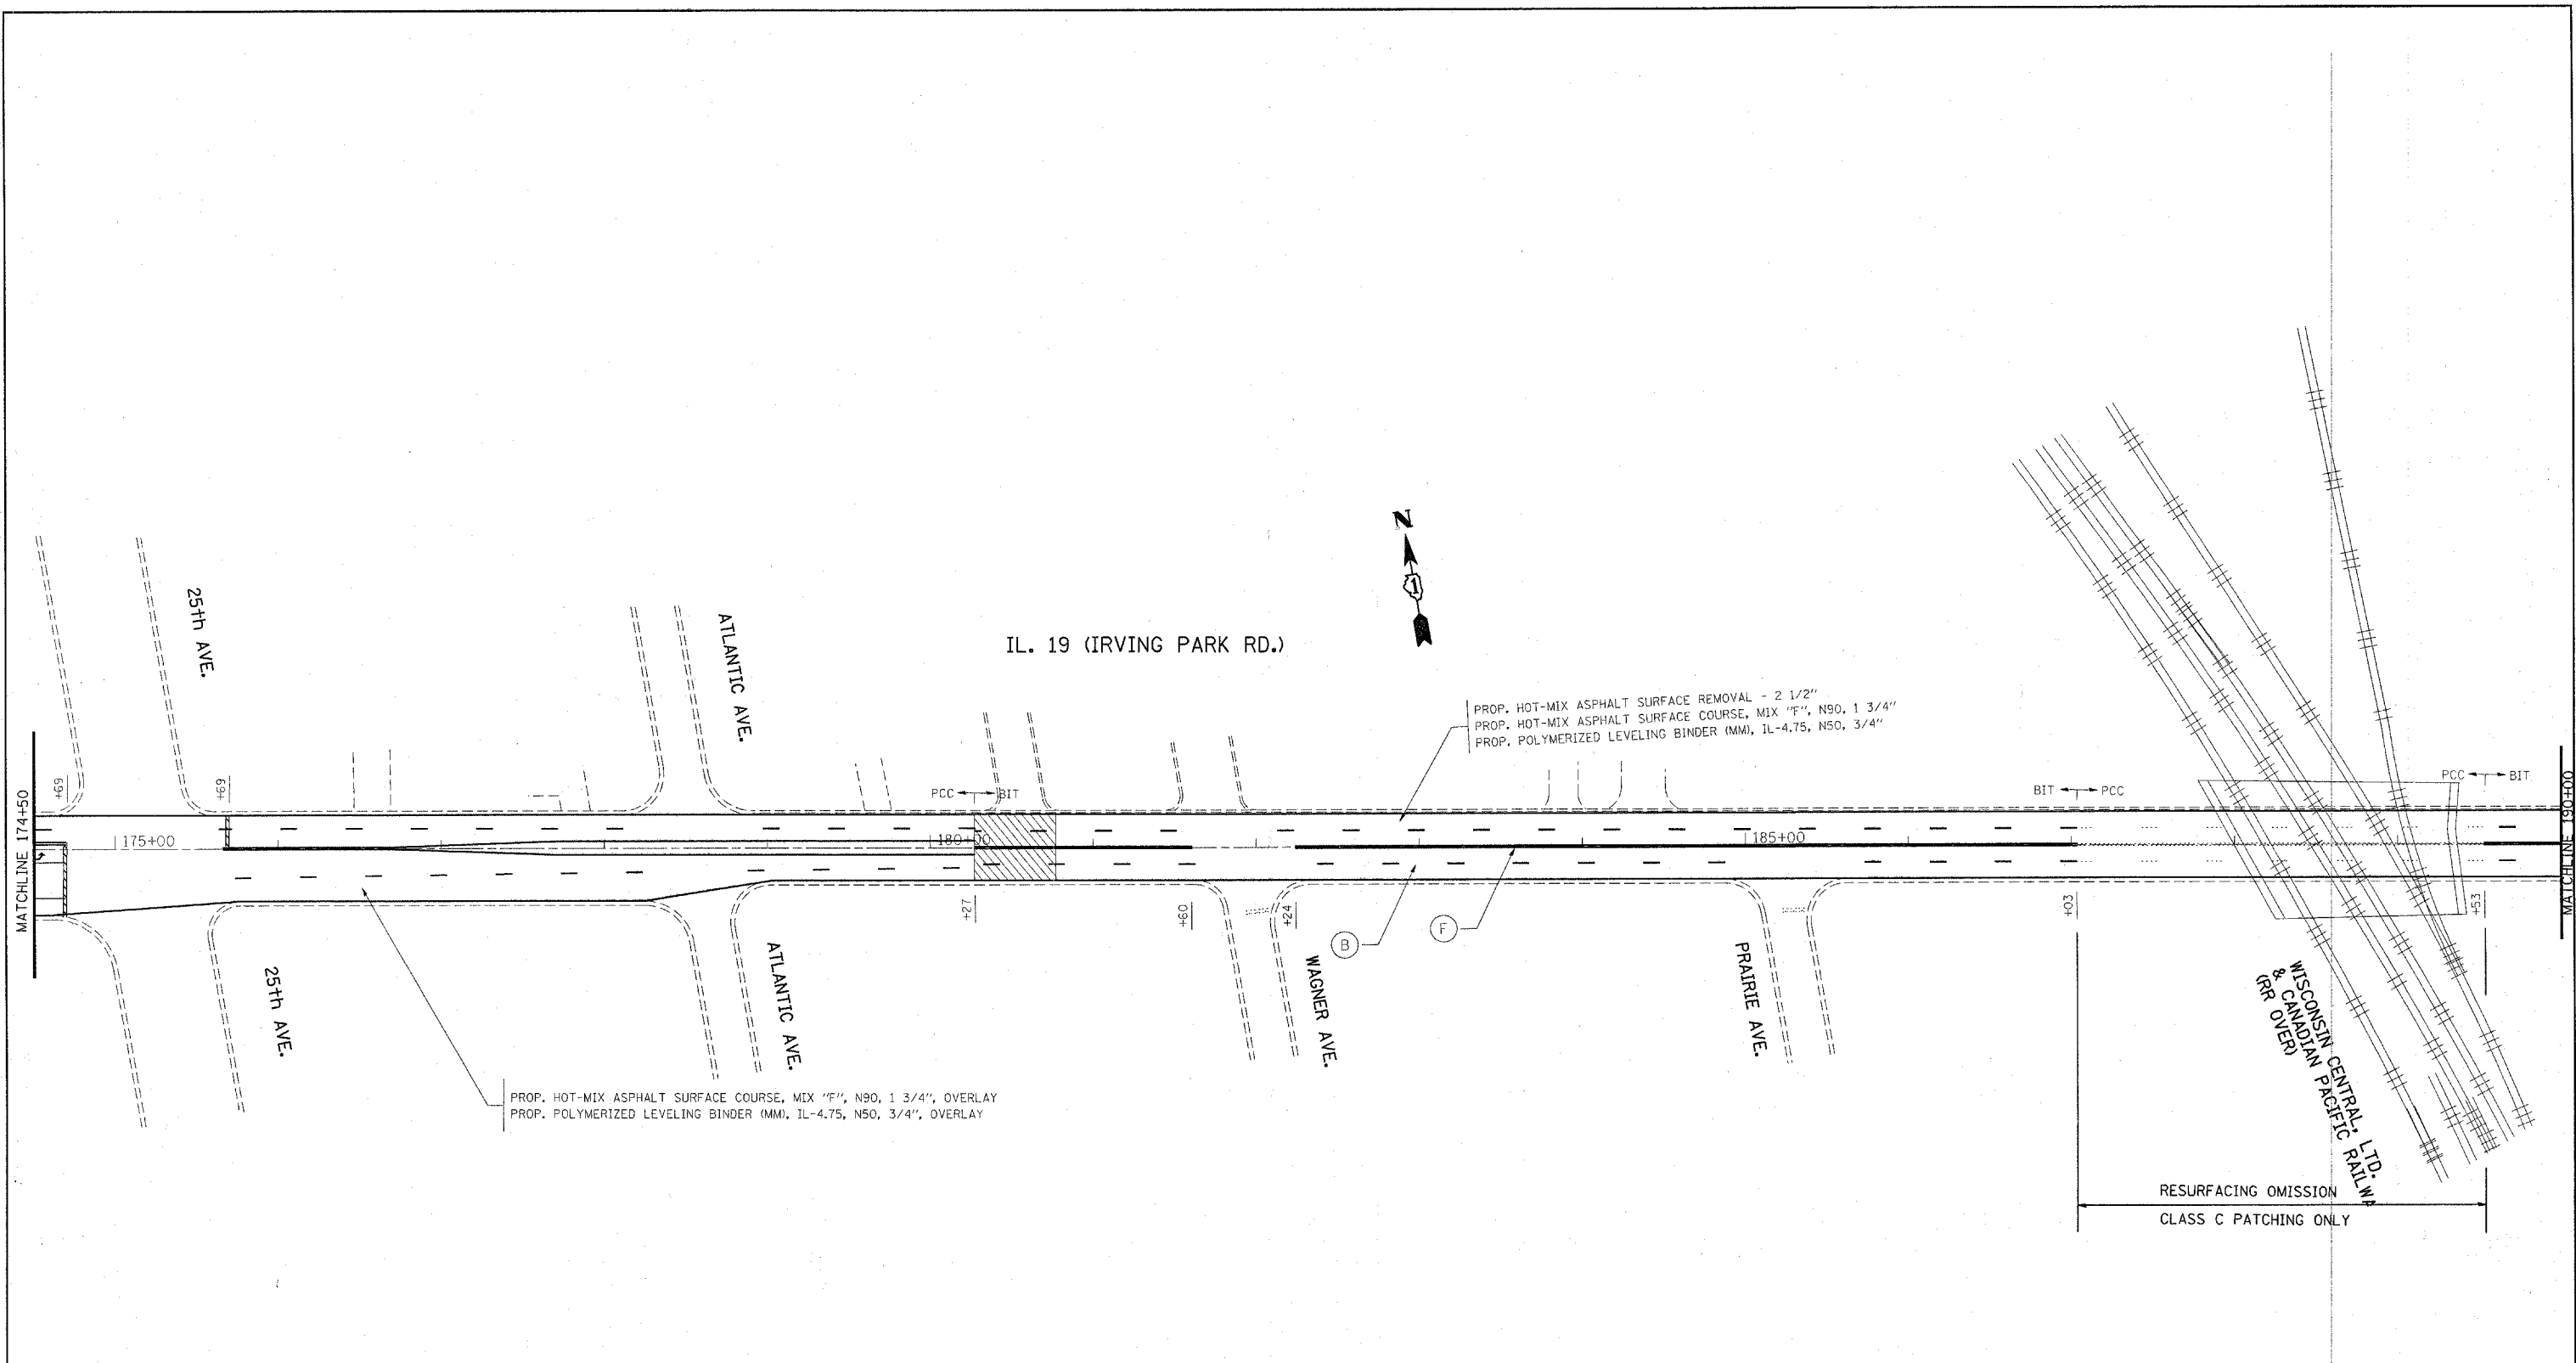 25th AVE.
ATLANTIC AVE.
IL. 19 (IRVING PARK RD.)
N
1
PROP. HOT-MIX ASPHALT SURFACE REMOVAL - 2 1/2"
PROP. HOT-MIX ASPHALT SURFACE COURSE, MIX "F", N90, 1 3/4"
PROP. POLYMERIZED LEVELING BINDER (MM), IL-4.75, N50, 3/4"
MATCHLINE 174+50
+69
+69
PCC
BIT
BIT
PCC
PCC
BIT
MATCHLINE 190+00
175+00
180+00
185+00
+27
+60
+24
+03
+53
B
F
25th AVE.
ATLANTIC AVE.
WAGNER AVE.
PRAIRIE AVE.
WISCONSIN CENTRAL, LTD.
& CANADIAN PACIFIC RAILWA
(RR OVER)
PROP. HOT-MIX ASPHALT SURFACE COURSE, MIX "F", N90, 1 3/4", OVERLAY
PROP. POLYMERIZED LEVELING BINDER (MM), IL-4.75, N50, 3/4", OVERLAY
RESURFACING OMISSION
CLASS C PATCHING ONLY